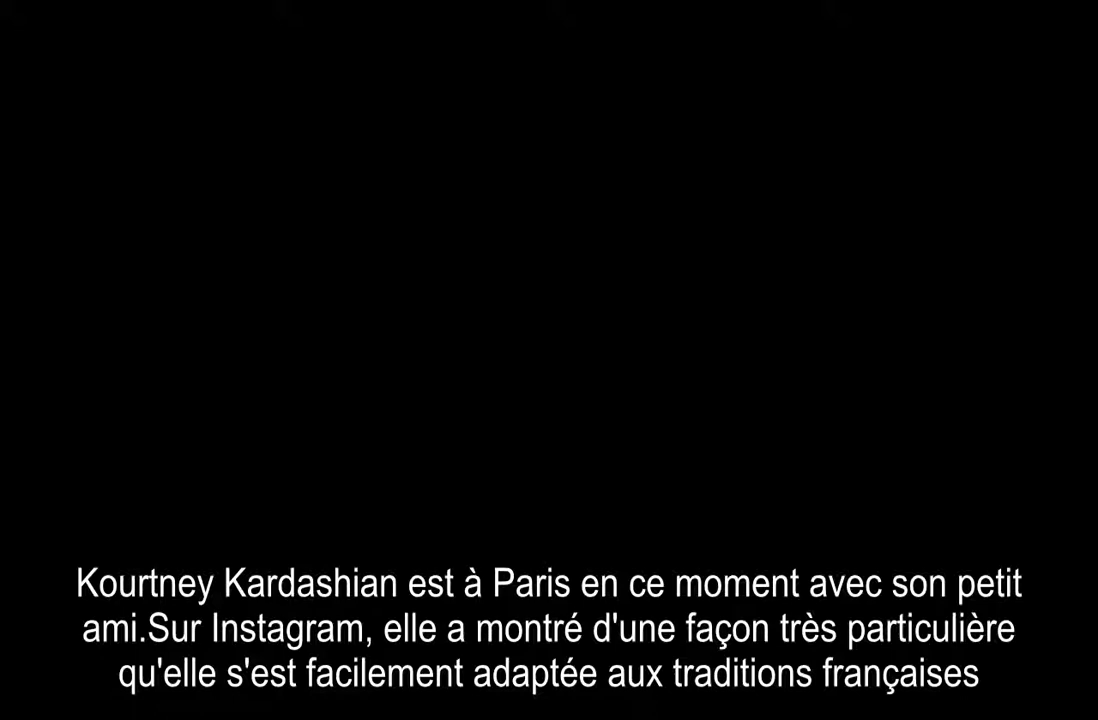 Kourtney Kardashian est à Paris en ce moment avec son petit
ami.Sur Instagram, elle a montré d'une façon très particulière
qu'elle s'est facilement adaptée aux traditions françaises